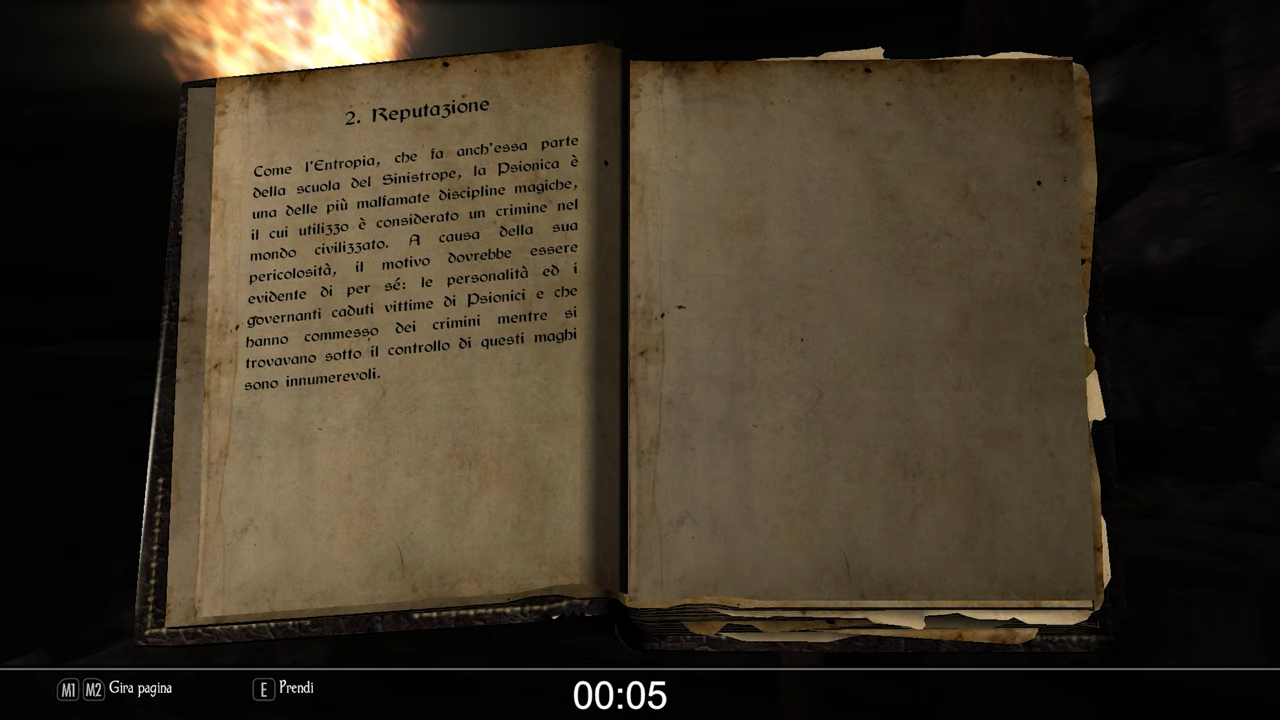 2. Reputazione
Come l'Entropia, che fa anch'essa parte
della scuola del Sinistrope, la Psionica è
una delle più malfamate discipline magiche,
il cui utilizzo è considerato un crimine nel
mondo civilizzato. A causa della sua
pericolosità, il motivo dovrebbe essere
evidente di per sé: le personalità ed i
governanti caduti vittime di Psionici e che
hanno commesso dei crimini mentre si
trovavano sotto il controllo di questi maghi
sono innumerevoli.
M1 M2 Gira pagina
E Prendi
00:05